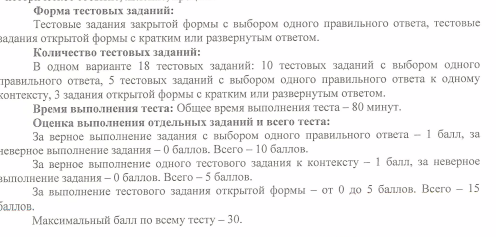 Форма тестовых заданий:
Тестовые задания закрытой формы с выбором одного правильного ответа, тестовые
задания открытой формы с кратким или развернутым ответом.
Количество тестовых заданий:
В одном варианте 18 тестовых заданий: 10 тестовых заданий с выбором одного
правильного ответа, 5 тестовых заданий с выбором одного правильного ответа к одному
контексту, 3 задания открытой формы с кратким или развернутым ответом.
Время выполнения теста: Общее время выполнения теста – 80 минут.
Оценка выполнения отдельных заданий и всего теста:
За верное выполнение задания с выбором одного правильного ответа – 1 балл, за
неверное выполнение задания – 0 баллов. Всего – 10 баллов.
За верное выполнение одного тестового задания к контексту – 1 балл, за неверное
выполнение задания – 0 баллов. Всего – 5 баллов.
За выполнение тестового задания открытой формы – от 0 до 5 баллов. Всего – 15
баллов.
Максимальный балл по всему тесту – 30.